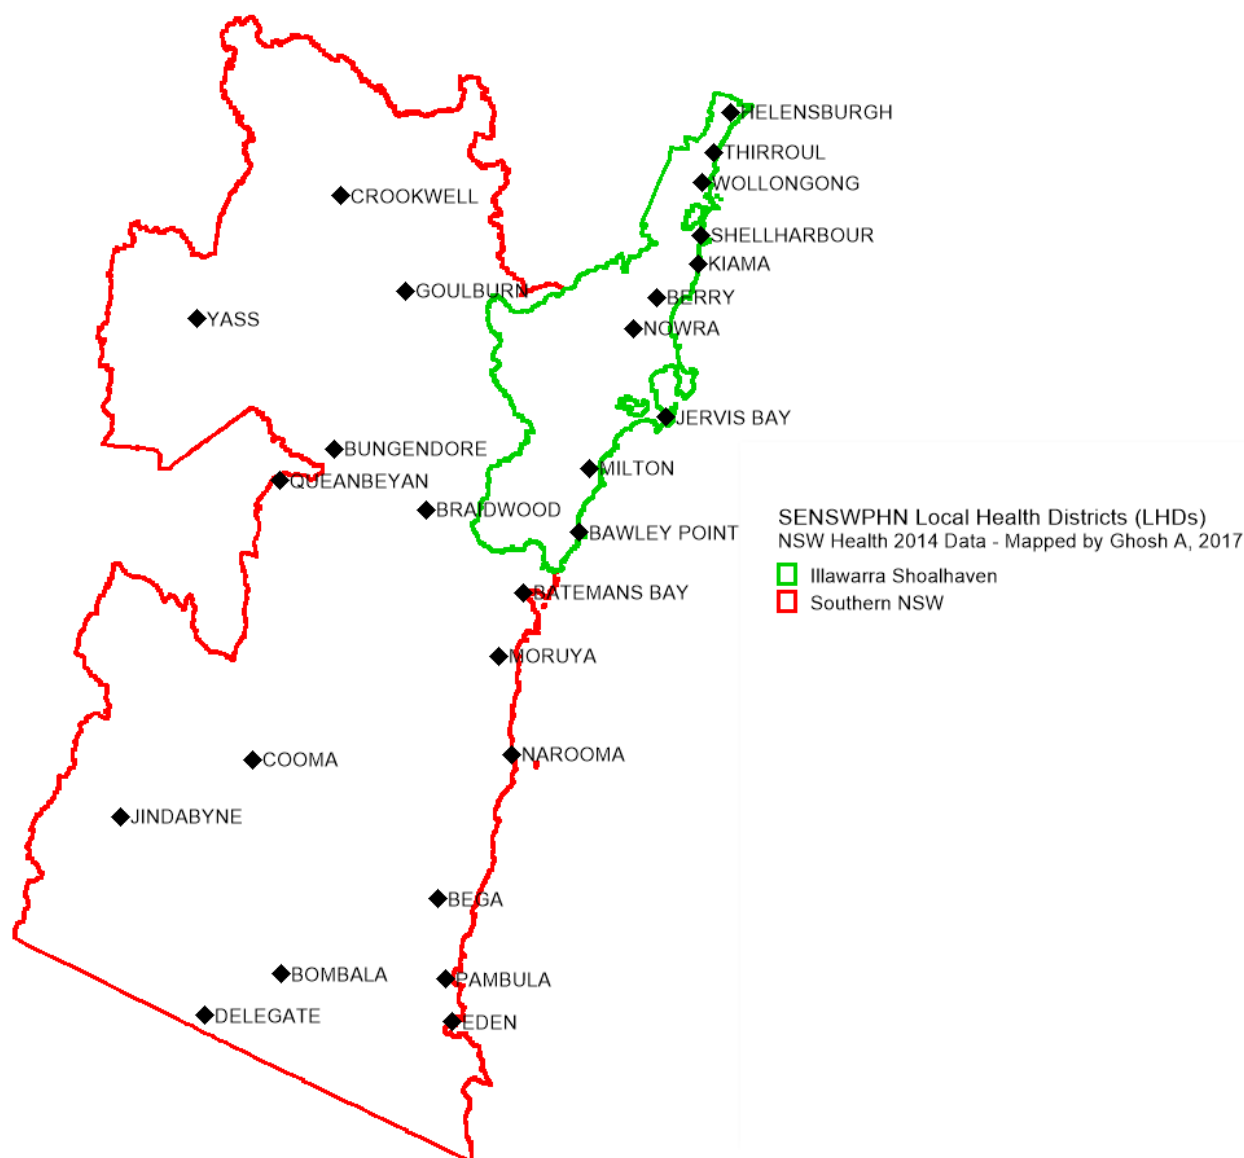 HELENSBURGH
THIRROUL
WOLLONGONG
CROOKWELL
SHELLHARBOUR
KIAMA
GOULBURN
BERRY
YASS
NOWRA
JERVIS BAY
BUNGENDORE
MILTON
QUEANBEYAN
BRAIDWOOD
SENSWPHN Local Health Districts (LHDs)
BAWLEY POINT
NSW Health 2014 Data - Mapped by Ghosh A, 2017
Illawarra Shoalhaven
BATEMANS BAY
Southern NSW
MORUYA
NAROOMA
COOMA
JINDABYNE
BEGA
BOMBALA
PAMBULA
DELEGATE
EDEN